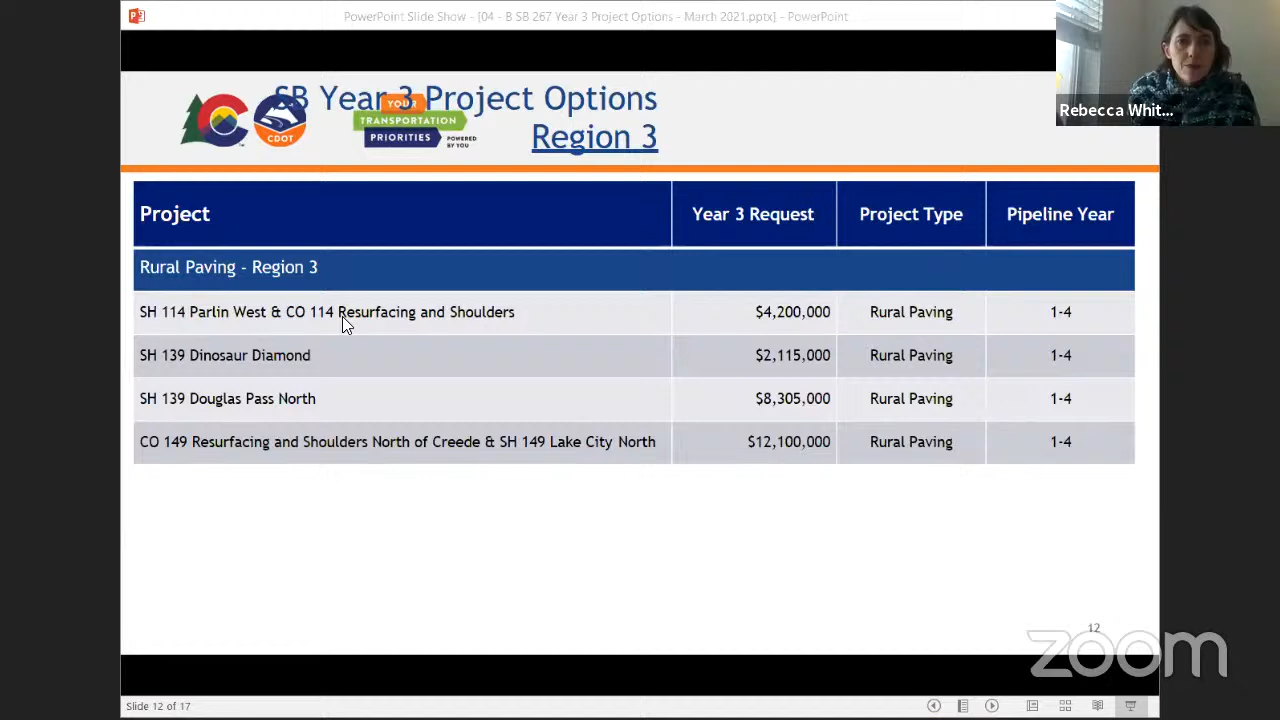 PowerPoint Slide Show - [04 - B SB 267 Year 3 Project Options - March 2021.pptx] - PowerPoint
Rebecca Whit...
SB Year 3 Project Options
Region 3
CDOT
YOUR
TRANSPORTATION
PRIORITIES
POWERED
BY YOU
Project Year 3 Request Project Type Pipeline Year
Rural Paving - Region 3
SH 114 Parlin West & CO 114 Resurfacing and Shoulders $4,200,000 Rural Paving 1-4
SH 139 Dinosaur Diamond $2,115,000 Rural Paving 1-4
SH 139 Douglas Pass North $8,305,000 Rural Paving 1-4
CO 149 Resurfacing and Shoulders North of Creede & SH 149 Lake City North $12,100,000 Rural Paving 1-4
12
zoom
Slide 12 of 17